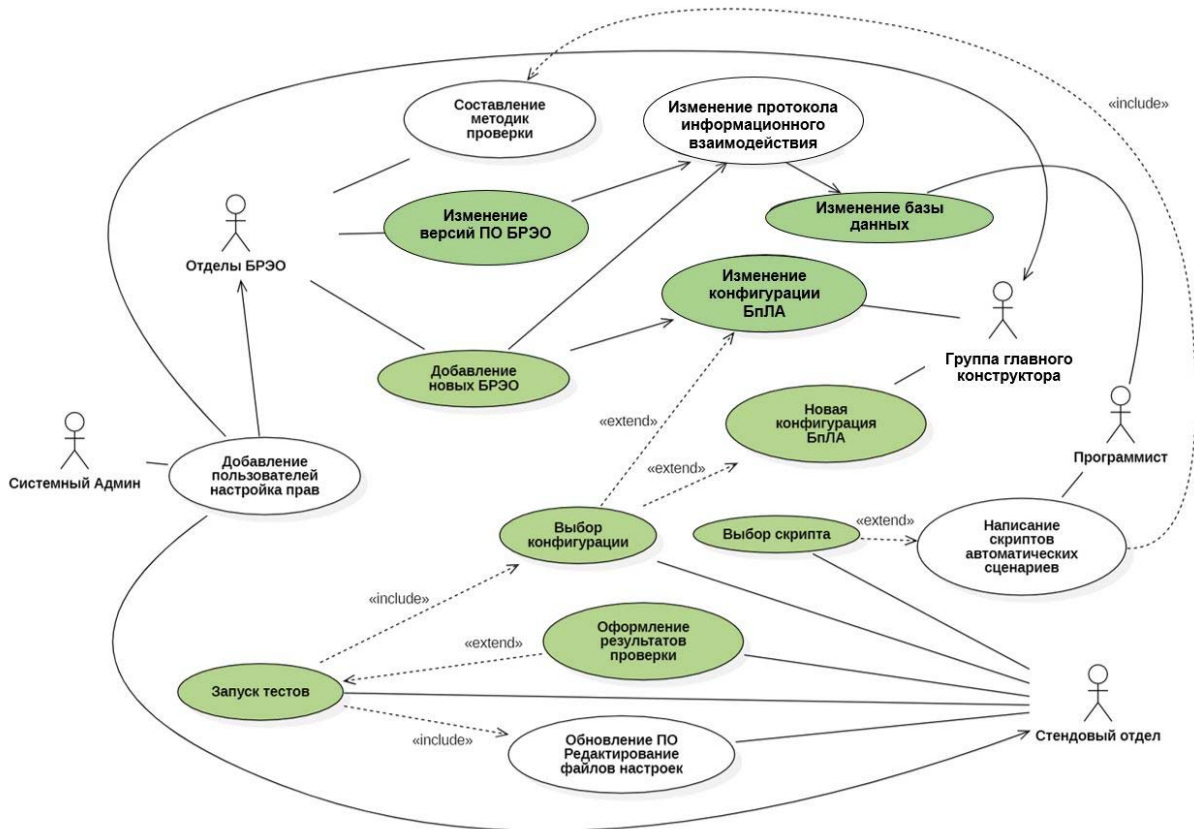 Составление
методик
проверки
Изменение протокола
информационного
взаимодействия
«include»
Изменение
версий ПО БРЭО
Изменение базы
данных
Отделы БРЭО
Изменение
конфигурации
БпЛА
Группа главного
конструктора
Добавление
новых БРЭО
Новая
конфигурация
БпЛА
«extend»
«extend»
Программист
Системный Админ
Добавление
пользователей
настройка прав
Выбор
конфигурации
Выбор скрипта
«extend»
Написание
скриптов
автоматических
сценариев
«include»
«extend»
Оформление
результатов
проверки
Запуск тестов
«include»
Обновление ПО
Редактирование
файлов настроек
Стендовый отдел